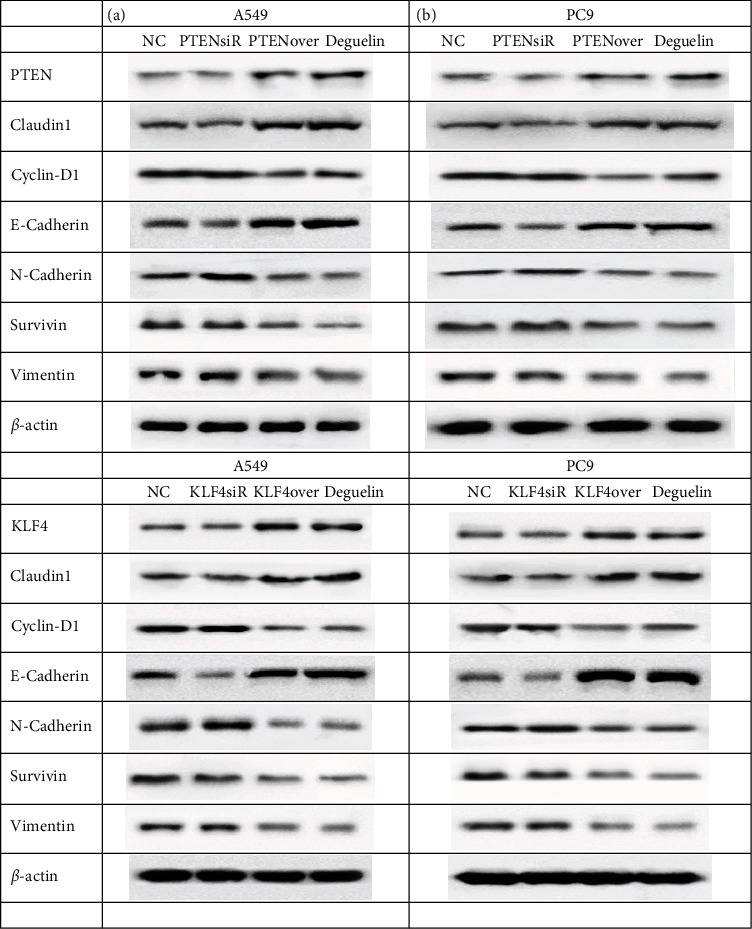 (a) A549 (b) PC9
NC PTENsiR PTENover Deguelin NC PTENsiR PTENover Deguelin
PTEN
Claudin1
Cyclin-D1
E-Cadherin
N-Cadherin
Survivin
Vimentin
β-actin
A549 PC9
NC KLF4siR KLF4over Deguelin NC KLF4siR KLF4over Deguelin
KLF4
Claudin1
Cyclin-D1
E-Cadherin
N-Cadherin
Survivin
Vimentin
β-actin